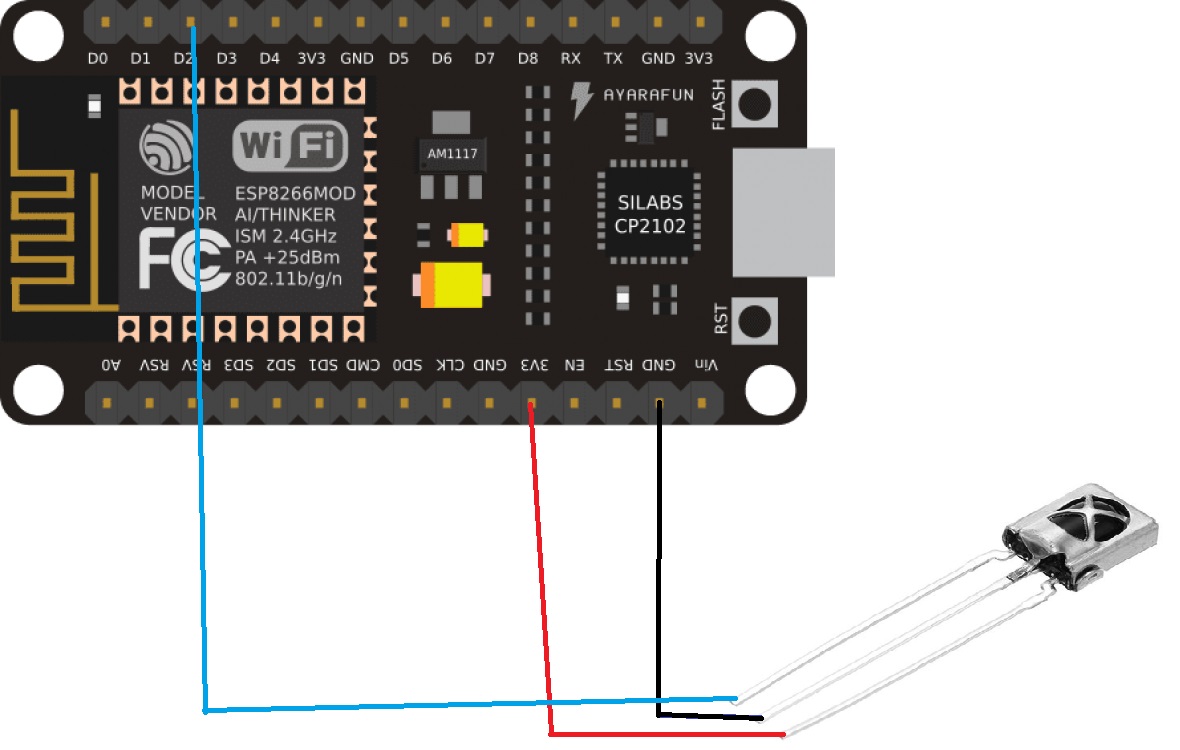 D0 D1 D2 D3 D4 3V3 GND D5 D6 D7 D8 RX TX GND 3V3
FLASH
AYARAFUN
WiFi
AM1117
MODEL
VENDOR
FC
ESP8266MOD
AI/THINKER
ISM 2.4GHz
PA +25dBm
802.11b/g/n
SILABS
CP2102
RST
A0 RSV RSV SD3 SD2 SD1 CMD SD0 CLK GND 3V3 EN RST GND Vin